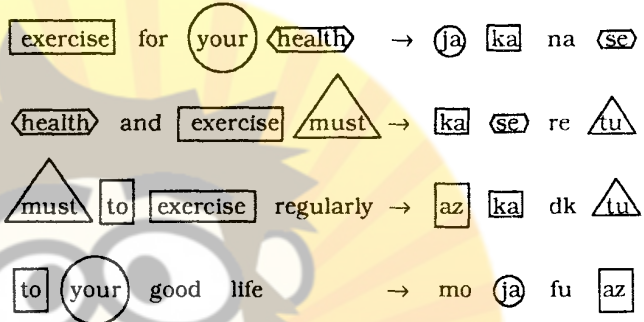 exercise for your health → ja ka na se
health and exercise must → ka se re tu
must to exercise regularly → az ka dk tu
to your good life → mo ja fu az